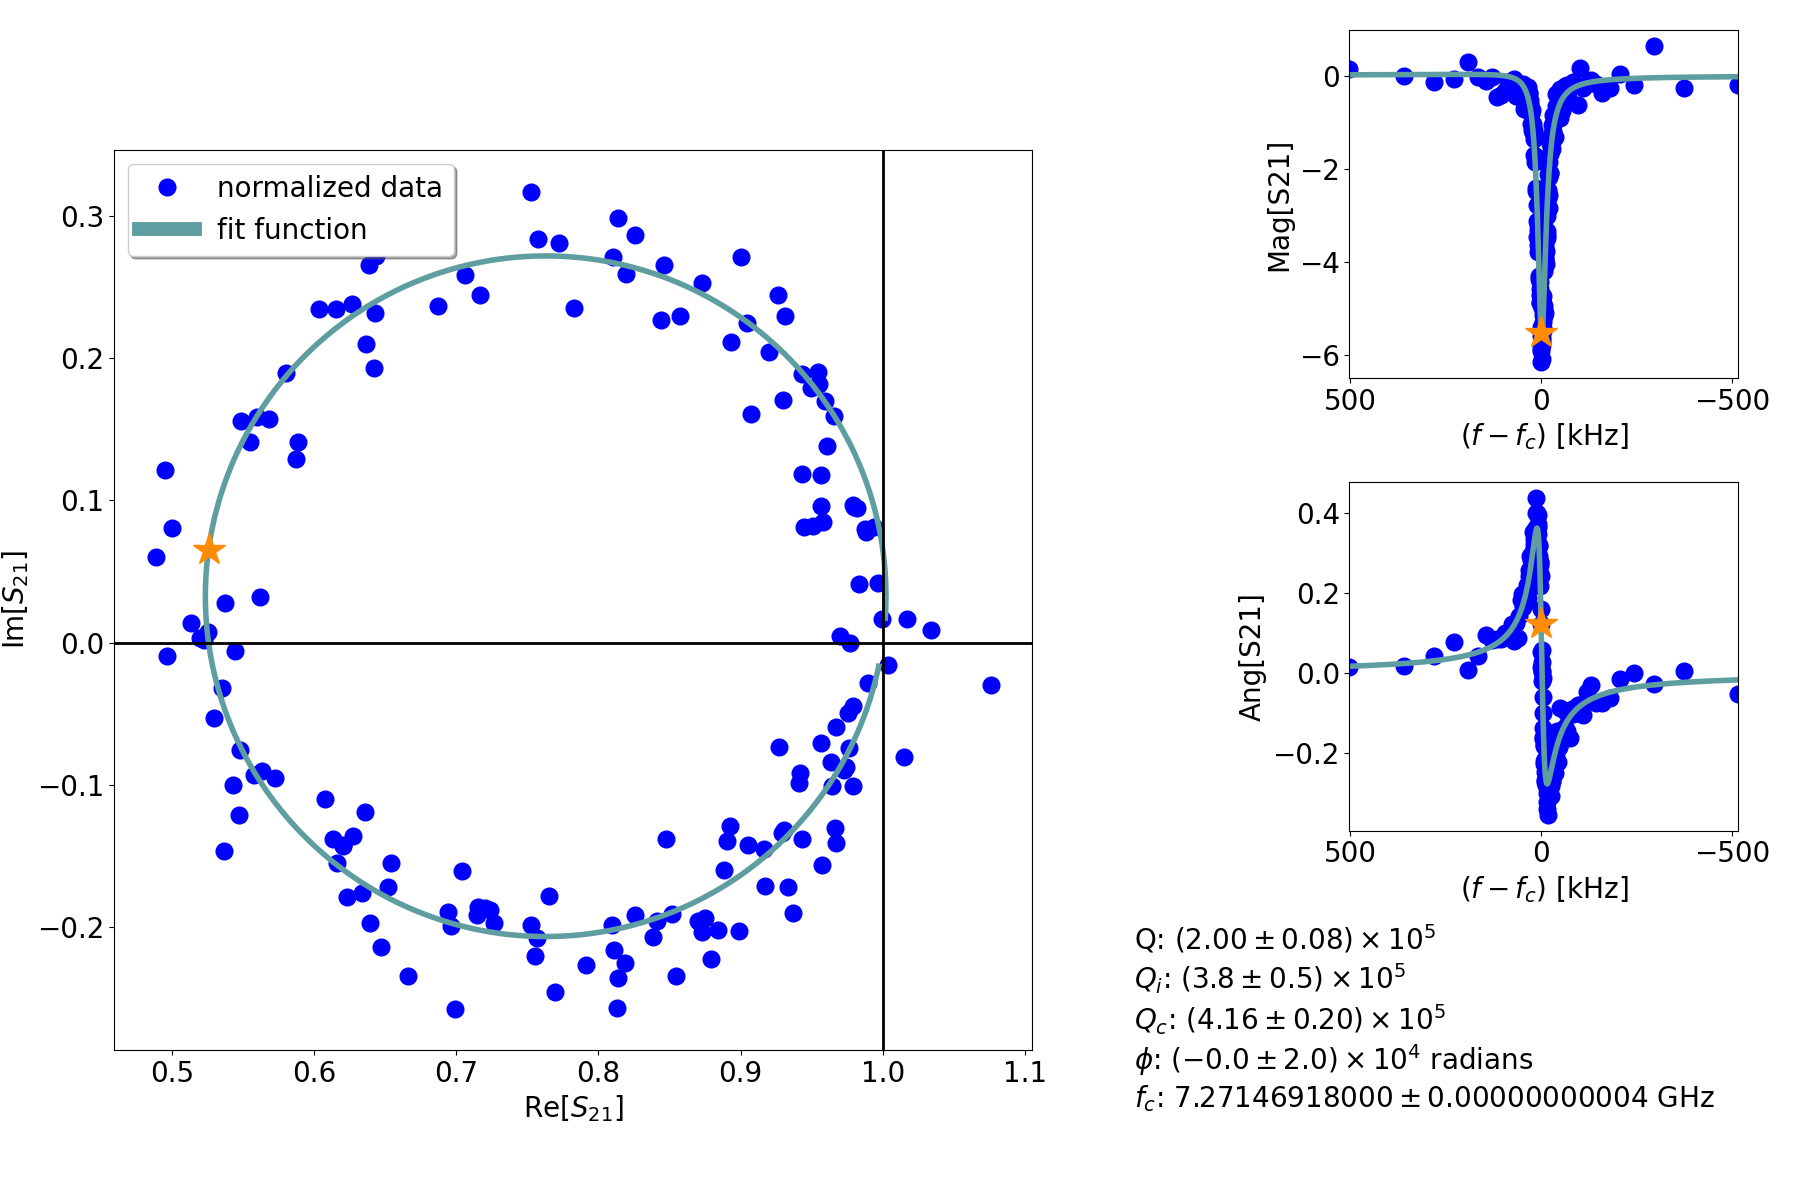 normalized data
fit function
0.3
0.2
0.1
0.0
−0.1
−0.2
Im[S21]
0.5 0.6 0.7 0.8 0.9 1.0 1.1
Re[S21]
0
−2
−4
−6
Mag[S21]
500 0 −500
(f − fc) [kHz]
0.4
0.2
0.0
−0.2
Ang[S21]
500 0 −500
(f − fc) [kHz]
Q: (2.00 ± 0.08) × 10^5
Qi: (3.8 ± 0.5) × 10^5
Qc: (4.16 ± 0.20) × 10^5
ϕ: (−0.0 ± 2.0) × 10^4 radians
fc: 7.27146918000 ± 0.00000000004 GHz